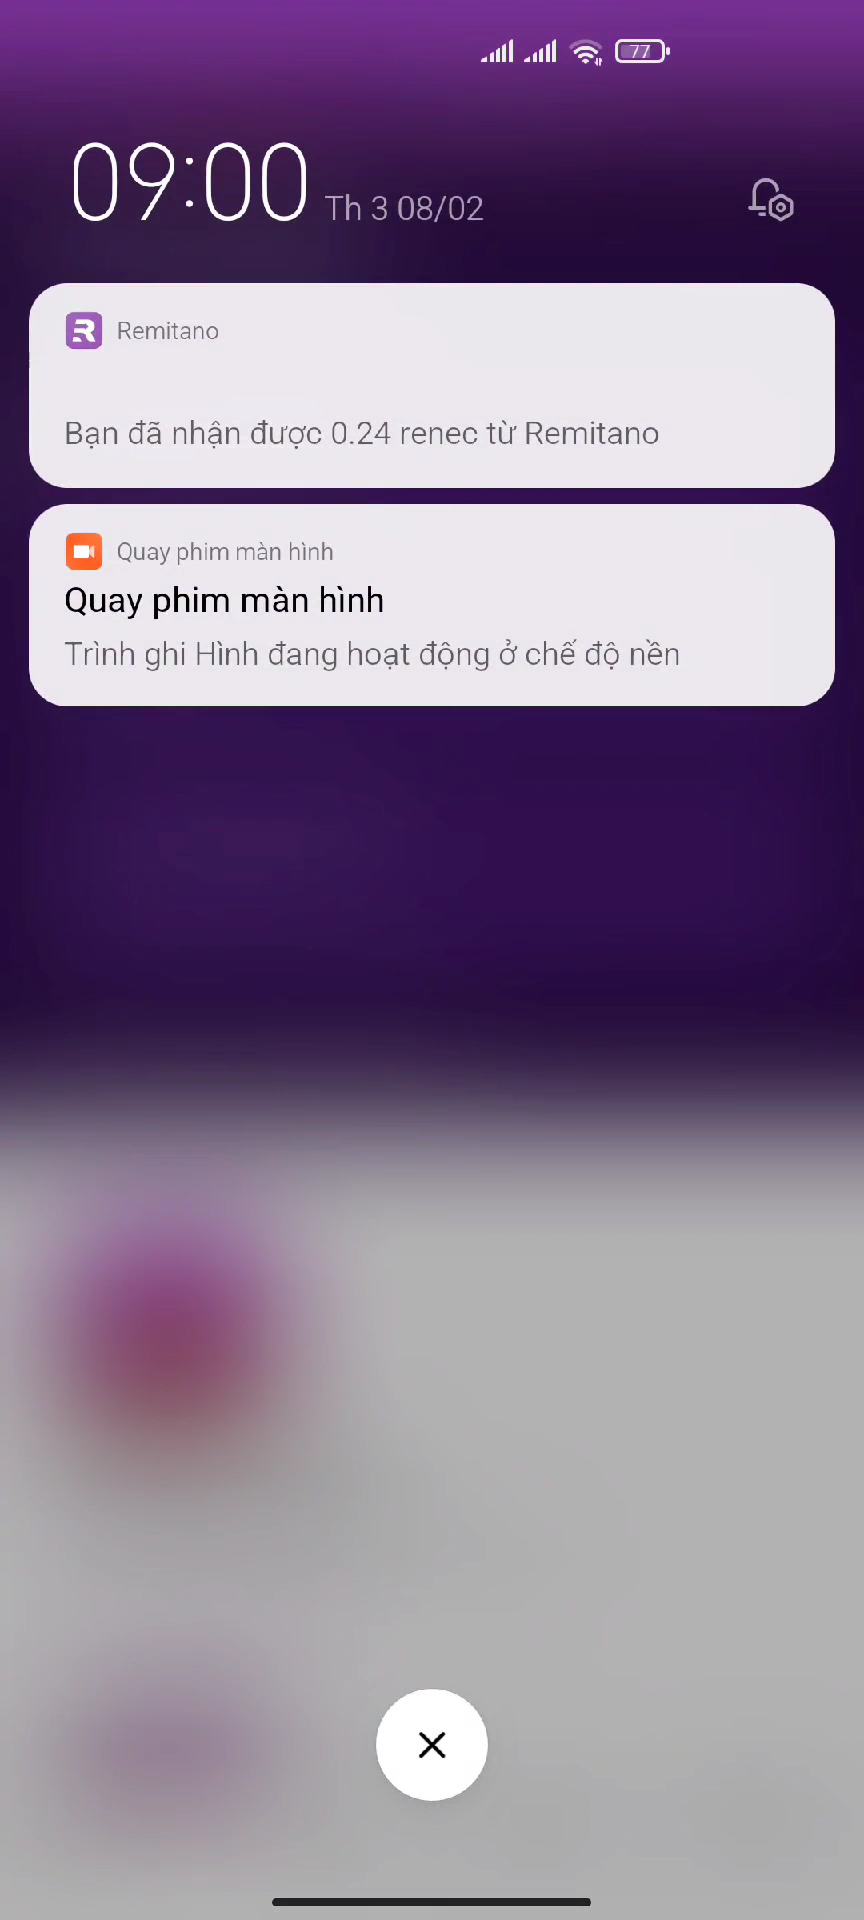 77
09:00 Th 3 08/02
Remitano
Bạn đã nhận được 0.24 renec từ Remitano
Quay phim màn hình
Quay phim màn hình
Trình ghi Hình đang hoạt động ở chế độ nền